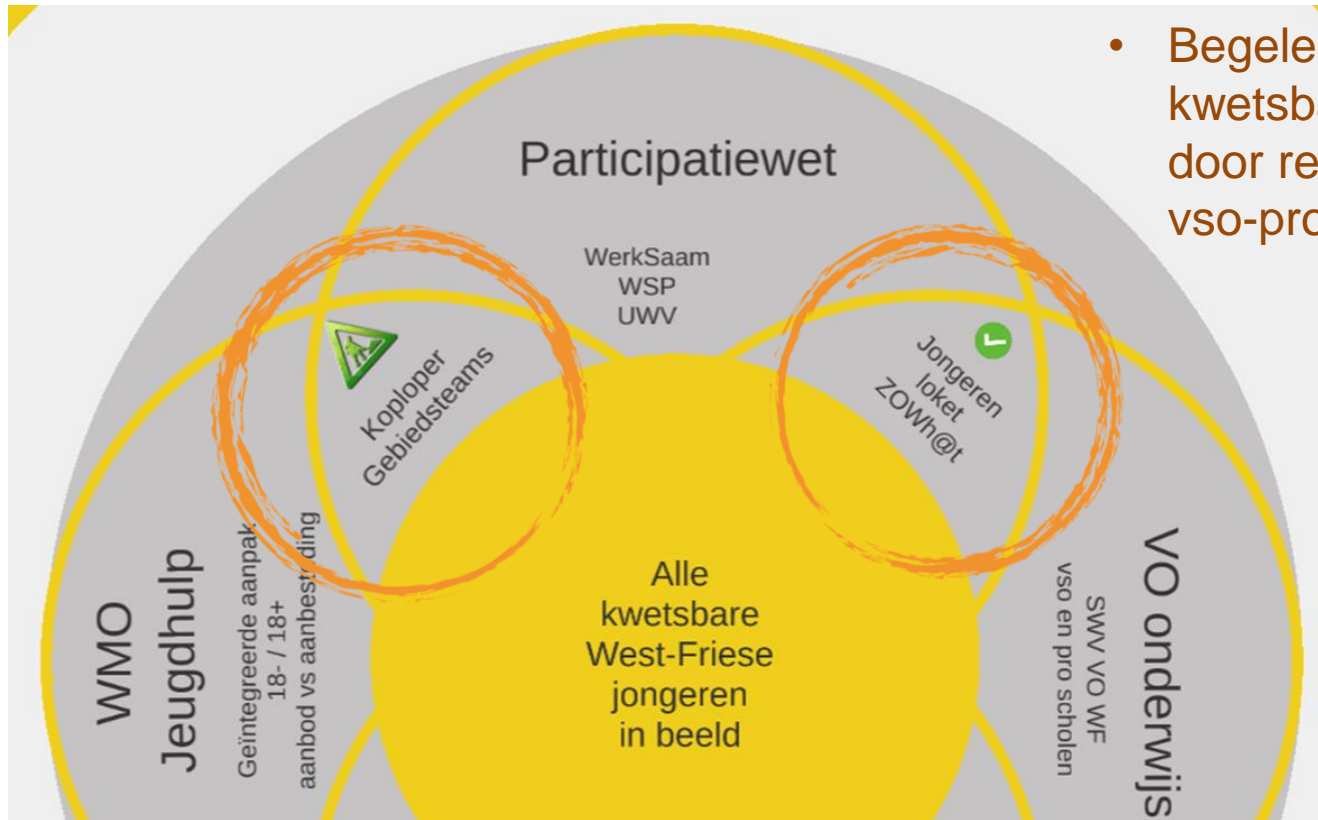 • Begele
kwetsba
door re
vso-pro
Participatiewet
WerkSaam
WSP
UWV
Koploper
Gebiedsteams
Jongeren
loket
ZOWh@t
WMO
Jeugdhulp
Geïntegreerde aanpak
18- / 18+
aanbod vs aanbesteding
Alle
kwetsbare
West-Friese
jongeren
in beeld
VO onderwijs
SWV VO WF
vso en pro scholen